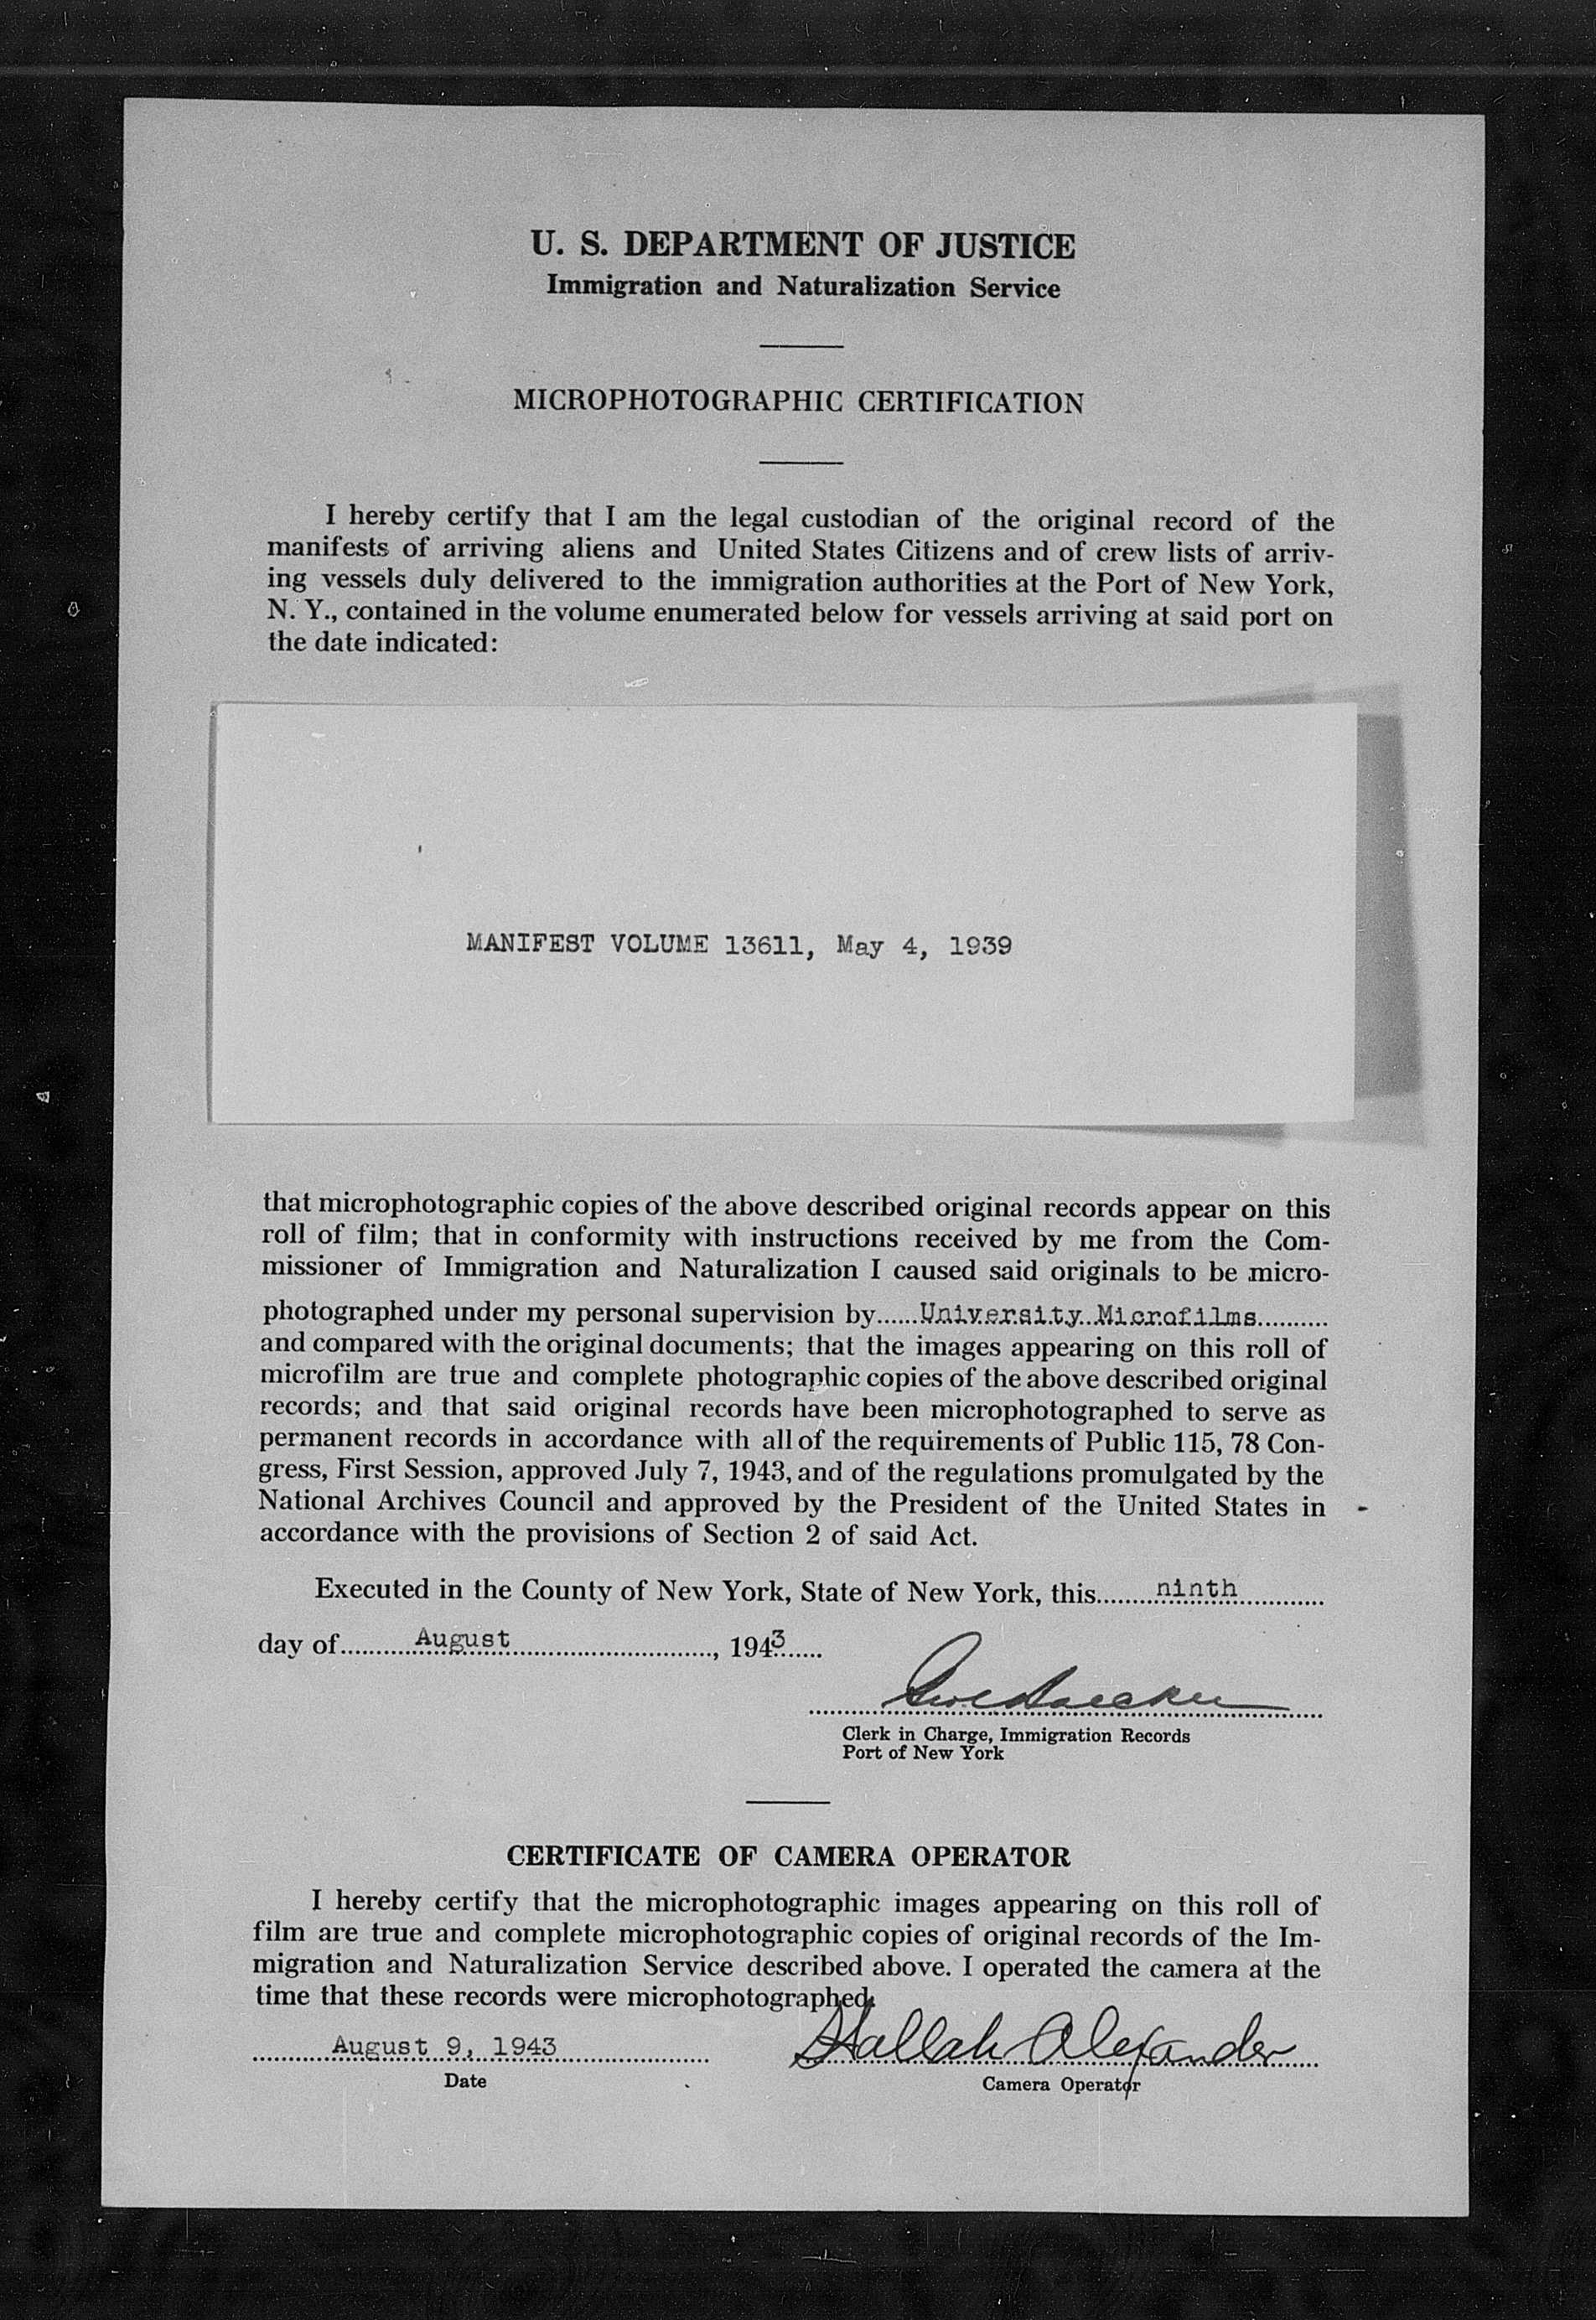 U. S. DEPARTMENT OF JUSTICE
Immigration and Naturalization Service
MICROPHOTOGRAPHIC CERTIFICATION
I hereby certify that I am the legal custodian of the original record of the
manifests of arriving aliens and United States Citizens and of crew lists of arriv-
ing vessels duly delivered to the immigration authorities at the Port of New York,
N. Y., contained in the volume enumerated below for vessels arriving at said port on
the date indicated:
MANIFEST VOLUME 13611, May 4, 1939
that microphotographic copies of the above described original records appear on this
roll of film; that in conformity with instructions received by me from the Com-
missioner of Immigration and Naturalization I caused said originals to be micro-
photographed under my personal supervision by......University Microfilms..........
and compared with the original documents; that the images appearing on this roll of
microfilm are true and complete photographic copies of the above described original
records; and that said original records have been microphotographed to serve as
permanent records in accordance with all of the requirements of Public 115, 78 Con-
gress, First Session, approved July 7, 1943, and of the regulations promulgated by the
National Archives Council and approved by the President of the United States in
accordance with the provisions of Section 2 of said Act.
Executed in the County of New York, State of New York, this..........ninth............
day of..........August............................, 1943......
Clerk in Charge, Immigration Records
Port of New York
CERTIFICATE OF CAMERA OPERATOR
I hereby certify that the microphotographic images appearing on this roll of
film are true and complete microphotographic copies of original records of the Im-
migration and Naturalization Service described above. I operated the camera at the
time that these records were microphotographed.
August 9, 1943 Alexander
Date Camera Operator